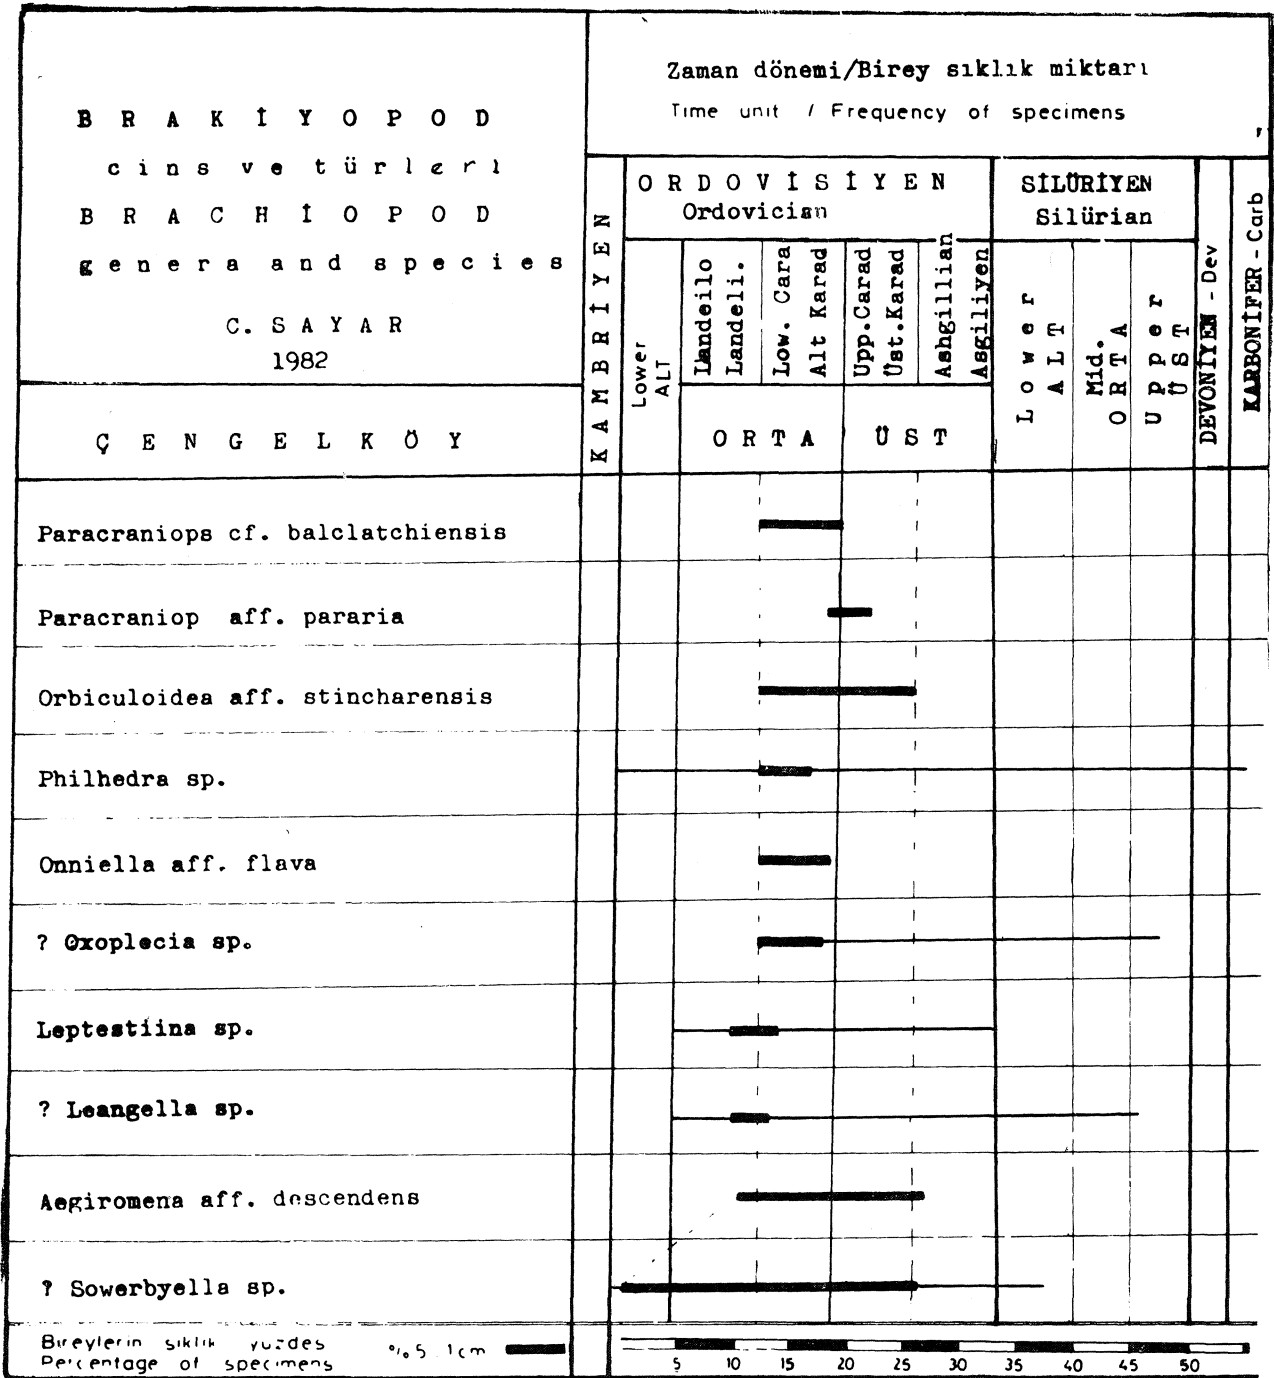 BRAKİYOPOD
cins ve türleri
BRACHİOPOD
genera and species
C. SAYAR
1982
ÇENGELKÖY
Zaman dönemi/Birey sıklık miktarı
Time unit / Frequency of specimens
KAMBRİYEN
ORDOVİSİYEN
Ordovician
SİLÜRİYEN
Silürian
DEVONİYEN - Dev
KARBONİFER - Carb
Lower
ALT
Llandeilo
Landeli.
Low. Cara
Alt Karad
Upp.Carad
Üst.Karad
Ashgillian
Asgiliyen
Lower
ALT
Mid.
ORTA
Upper
ÜST
ORTA
ÜST
Paracraniops cf. balclatchiensis
Paracraniop aff. pararia
Orbiculoidea aff. stincharensis
Philhedra sp.
Onniella aff. flava
? Oxoplecia sp.
Leptestiina sp.
? Leangella sp.
Aegiromena aff. descendens
? Sowerbyella sp.
Bireylerin sıklık yuzdes
Percentage of specimens
%5 1cm
5 10 15 20 25 30 35 40 45 50